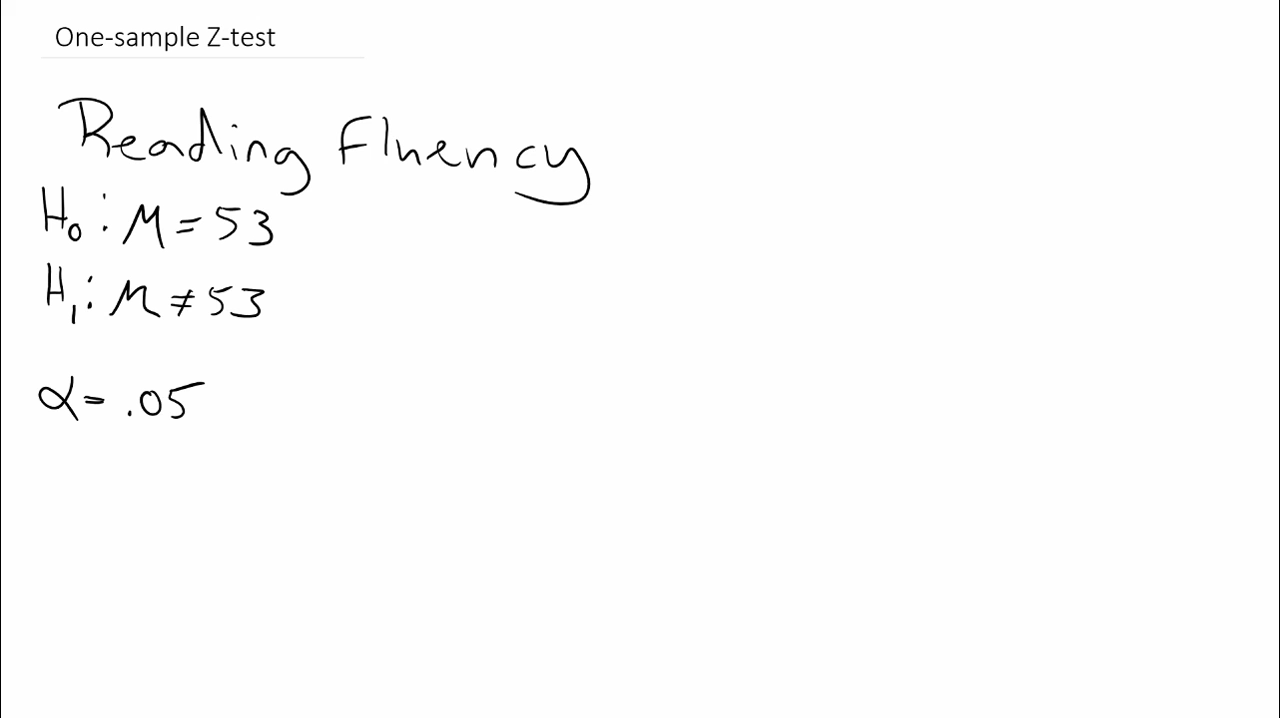 One-sample Z-test
Reading Fluency
H₀: μ = 53
H₁: μ ≠ 53
α = .05